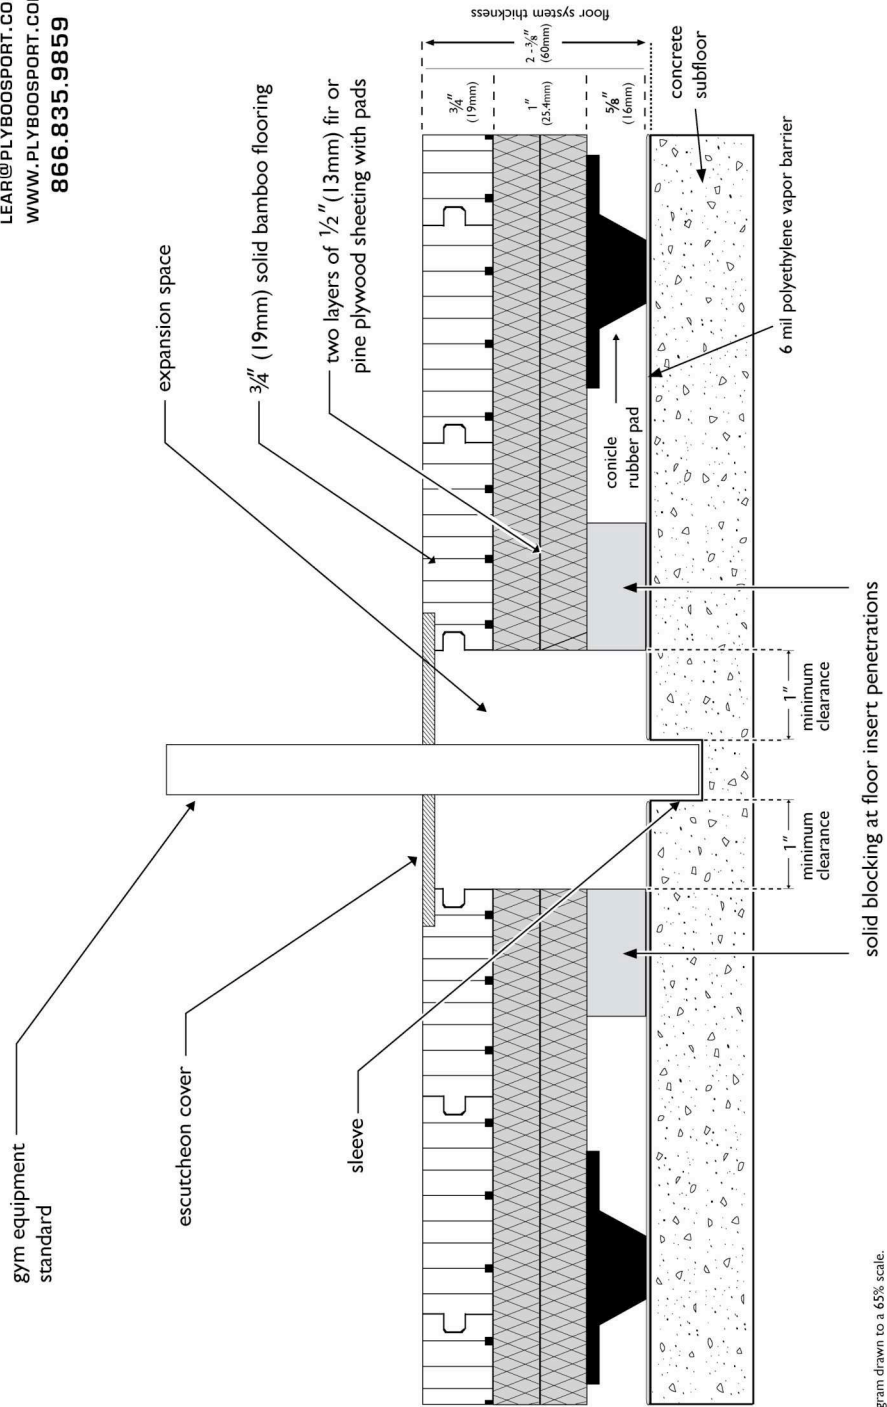 LEAR@PLYBOOSPORT.CO
WWW.PLYBOOSPORT.CO
866.835.9859
gym equipment
standard
escutcheon cover
sleeve
expansion space
¾" (19mm) solid bamboo flooring
two layers of ½" (13mm) fir or
pine plywood sheeting with pads
floor system thickness
2 - ⅜"
(60mm)
¾"
(19mm)
1"
(25.4mm)
⅝"
(16mm)
concrete
subfloor
conicle
rubber pad
6 mil polyethylene vapor barrier
1"
minimum
clearance
1"
minimum
clearance
solid blocking at floor insert penetrations
gram drawn to a 65% scale.